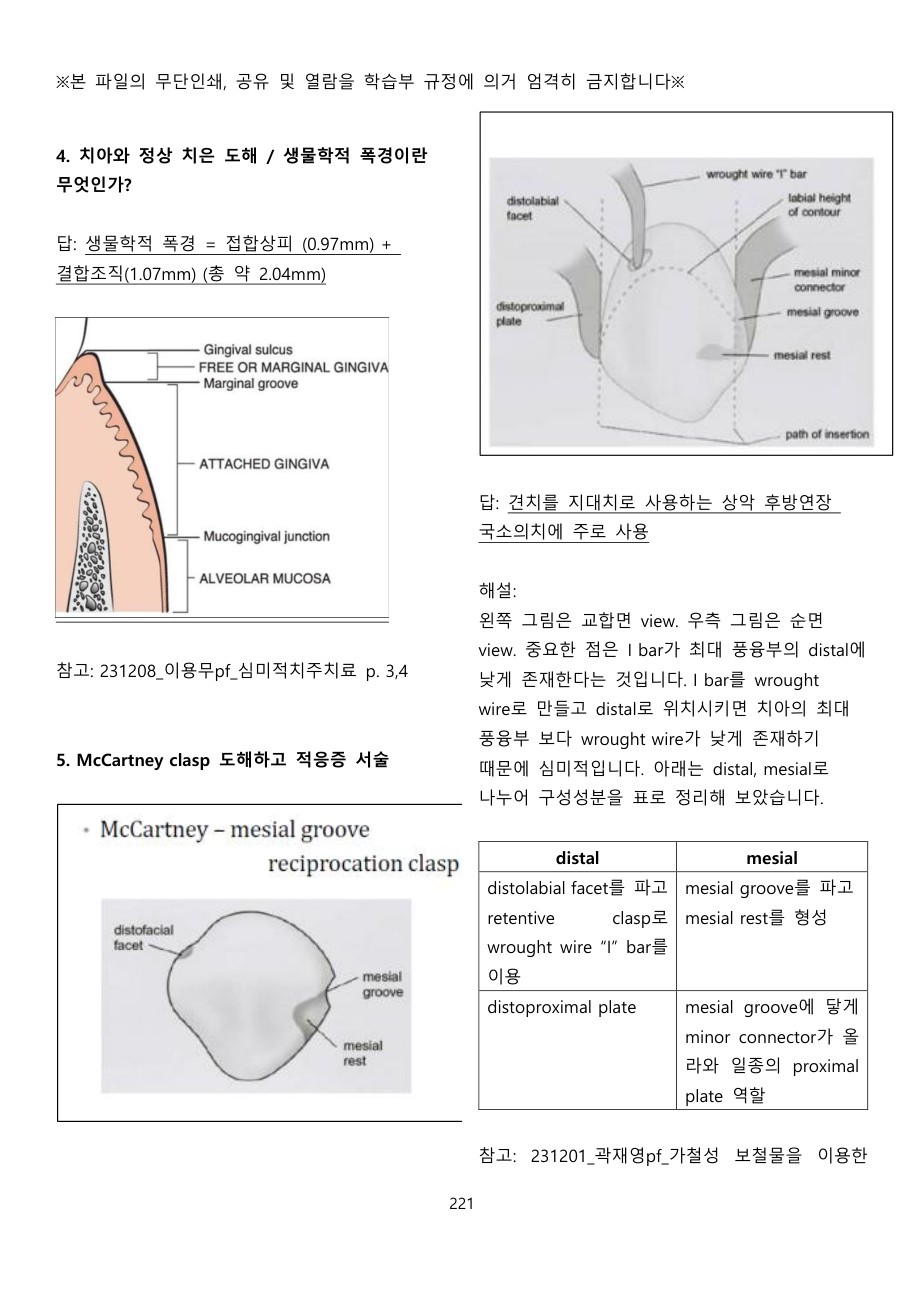 ※본 파일의 무단인쇄, 공유 및 열람을 학습부 규정에 의거 엄격히 금지합니다※
4. 치아와 정상 치은 도해 / 생물학적 폭경이란
무엇인가?
답: 생물학적 폭경 = 접합상피 (0.97mm) +
결합조직(1.07mm) (총 약 2.04mm)
Gingival sulcus
FREE OR MARGINAL GINGIVA
Marginal groove
ATTACHED GINGIVA
Mucogingival junction
ALVEOLAR MUCOSA
참고: 231208_이용무pf_심미적치주치료 p. 3,4
5. McCartney clasp 도해하고 적응증 서술
• McCartney – mesial groove
reciprocation clasp
distofacial
facet
mesial
groove
mesial
rest
wrought wire "I" bar
distolabial
facet
labial height
of contour
mesial minor
connector
distoproximal
plate
mesial groove
mesial rest
path of insertion
답: 견치를 지대치로 사용하는 상악 후방연장
국소의치에 주로 사용
해설:
왼쪽 그림은 교합면 view. 우측 그림은 순면
view. 중요한 점은 I bar가 최대 풍융부의 distal에
낮게 존재한다는 것입니다. I bar를 wrought
wire로 만들고 distal로 위치시키면 치아의 최대
풍융부 보다 wrought wire가 낮게 존재하기
때문에 심미적입니다. 아래는 distal, mesial로
나누어 구성성분을 표로 정리해 보았습니다.
distal mesial
distolabial facet를 파고
retentive clasp로
wrought wire “I” bar를
이용
mesial groove를 파고
mesial rest를 형성
distoproximal plate
mesial groove에 닿게
minor connector가 올
라와 일종의 proximal
plate 역할
참고: 231201_곽재영pf_가철성 보철물을 이용한
221